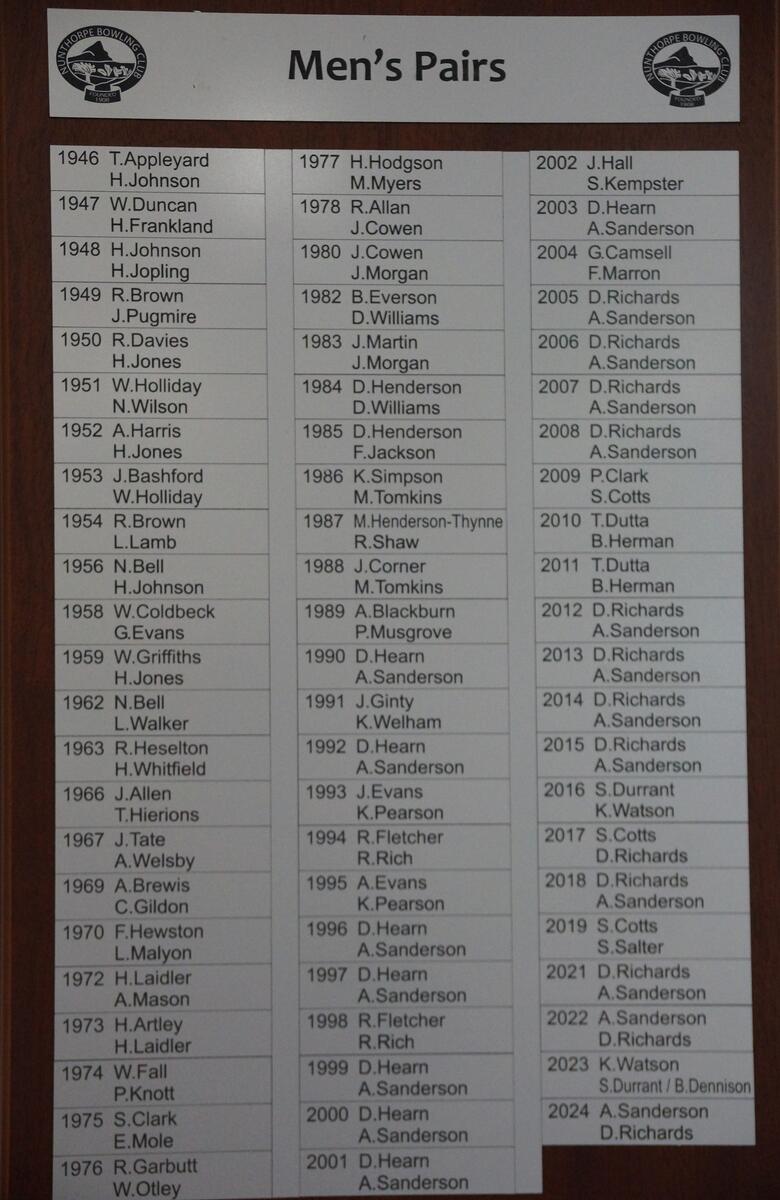 NUNTHORPE BOWLING CLUB
FOUNDED
1908
Men's Pairs
NUNTHORPE BOWLING CLUB
FOUNDED
1908
1946 T.Appleyard
H.Johnson
1947 W.Duncan
H.Frankland
1948 H.Johnson
H.Jopling
1949 R.Brown
J.Pugmire
1950 R.Davies
H.Jones
1951 W.Holliday
N.Wilson
1952 A.Harris
H.Jones
1953 J.Bashford
W.Holliday
1954 R.Brown
L.Lamb
1956 N.Bell
H.Johnson
1958 W.Coldbeck
G.Evans
1959 W.Griffiths
H.Jones
1962 N.Bell
L.Walker
1963 R.Heselton
H.Whitfield
1966 J.Allen
T.Hierions
1967 J.Tate
A.Welsby
1969 A.Brewis
C.Gildon
1970 F.Hewston
L.Malyon
1972 H.Laidler
A.Mason
1973 H.Artley
H.Laidler
1974 W.Fall
P.Knott
1975 S.Clark
E.Mole
1976 R.Garbutt
W.Otley
1977 H.Hodgson
M.Myers
1978 R.Allan
J.Cowen
1980 J.Cowen
J.Morgan
1982 B.Everson
D.Williams
1983 J.Martin
J.Morgan
1984 D.Henderson
D.Williams
1985 D.Henderson
F.Jackson
1986 K.Simpson
M.Tomkins
1987 M.Henderson-Thynne
R.Shaw
1988 J.Corner
M.Tomkins
1989 A.Blackburn
P.Musgrove
1990 D.Hearn
A.Sanderson
1991 J.Ginty
K.Welham
1992 D.Hearn
A.Sanderson
1993 J.Evans
K.Pearson
1994 R.Fletcher
R.Rich
1995 A.Evans
K.Pearson
1996 D.Hearn
A.Sanderson
1997 D.Hearn
A.Sanderson
1998 R.Fletcher
R.Rich
1999 D.Hearn
A.Sanderson
2000 D.Hearn
A.Sanderson
2001 D.Hearn
A.Sanderson
2002 J.Hall
S.Kempster
2003 D.Hearn
A.Sanderson
2004 G.Camsell
F.Marron
2005 D.Richards
A.Sanderson
2006 D.Richards
A.Sanderson
2007 D.Richards
A.Sanderson
2008 D.Richards
A.Sanderson
2009 P.Clark
S.Cotts
2010 T.Dutta
B.Herman
2011 T.Dutta
B.Herman
2012 D.Richards
A.Sanderson
2013 D.Richards
A.Sanderson
2014 D.Richards
A.Sanderson
2015 D.Richards
A.Sanderson
2016 S.Durrant
K.Watson
2017 S.Cotts
D.Richards
2018 D.Richards
A.Sanderson
2019 S.Cotts
S.Salter
2021 D.Richards
A.Sanderson
2022 A.Sanderson
D.Richards
2023 K.Watson
S.Durrant / B.Dennison
2024 A.Sanderson
D.Richards